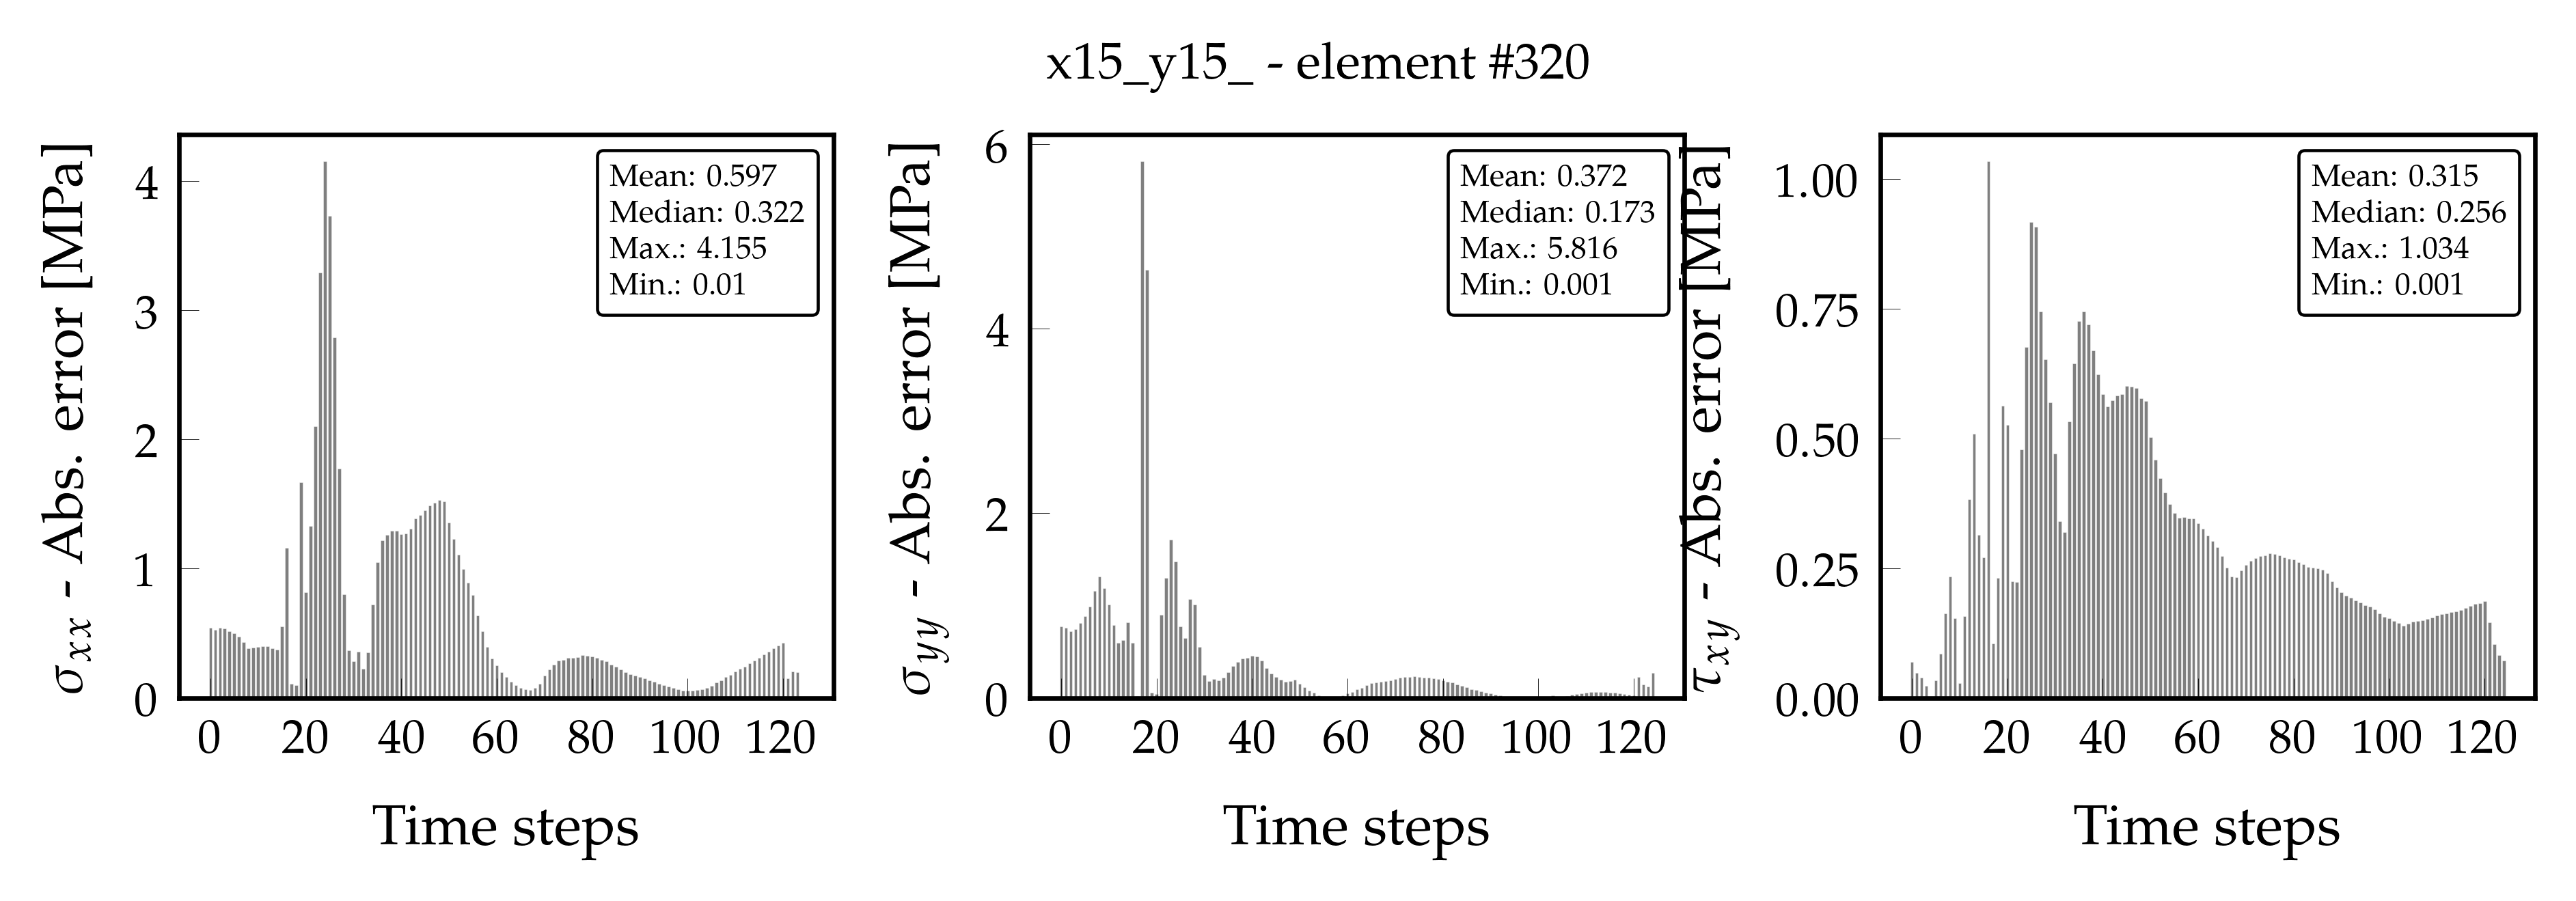 x15_y15_ - element #320
σxx - Abs. error [MPa]
4
3
2
1
0
Mean: 0.597
Median: 0.322
Max.: 4.155
Min.: 0.01
0 20 40 60 80 100 120
Time steps
σyy - Abs. error [MPa]
6
4
2
0
Mean: 0.372
Median: 0.173
Max.: 5.816
Min.: 0.001
0 20 40 60 80 100 120
Time steps
τxy - Abs. error [MPa]
1.00
0.75
0.50
0.25
0.00
Mean: 0.315
Median: 0.256
Max.: 1.034
Min.: 0.001
0 20 40 60 80 100 120
Time steps